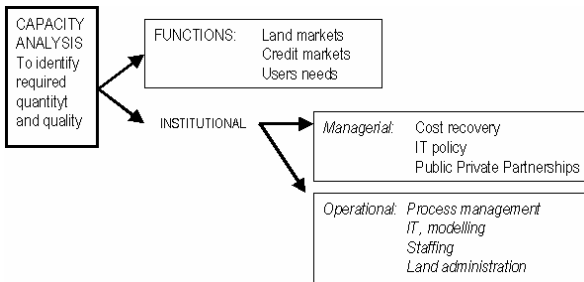 CAPACITY
ANALYSIS
To identify
required
quantityt
and quality
FUNCTIONS: Land markets
Credit markets
Users needs
INSTITUTIONAL
Managerial: Cost recovery
IT policy
Public Private Partnerships
Operational: Process management
IT, modelling
Staffing
Land administration